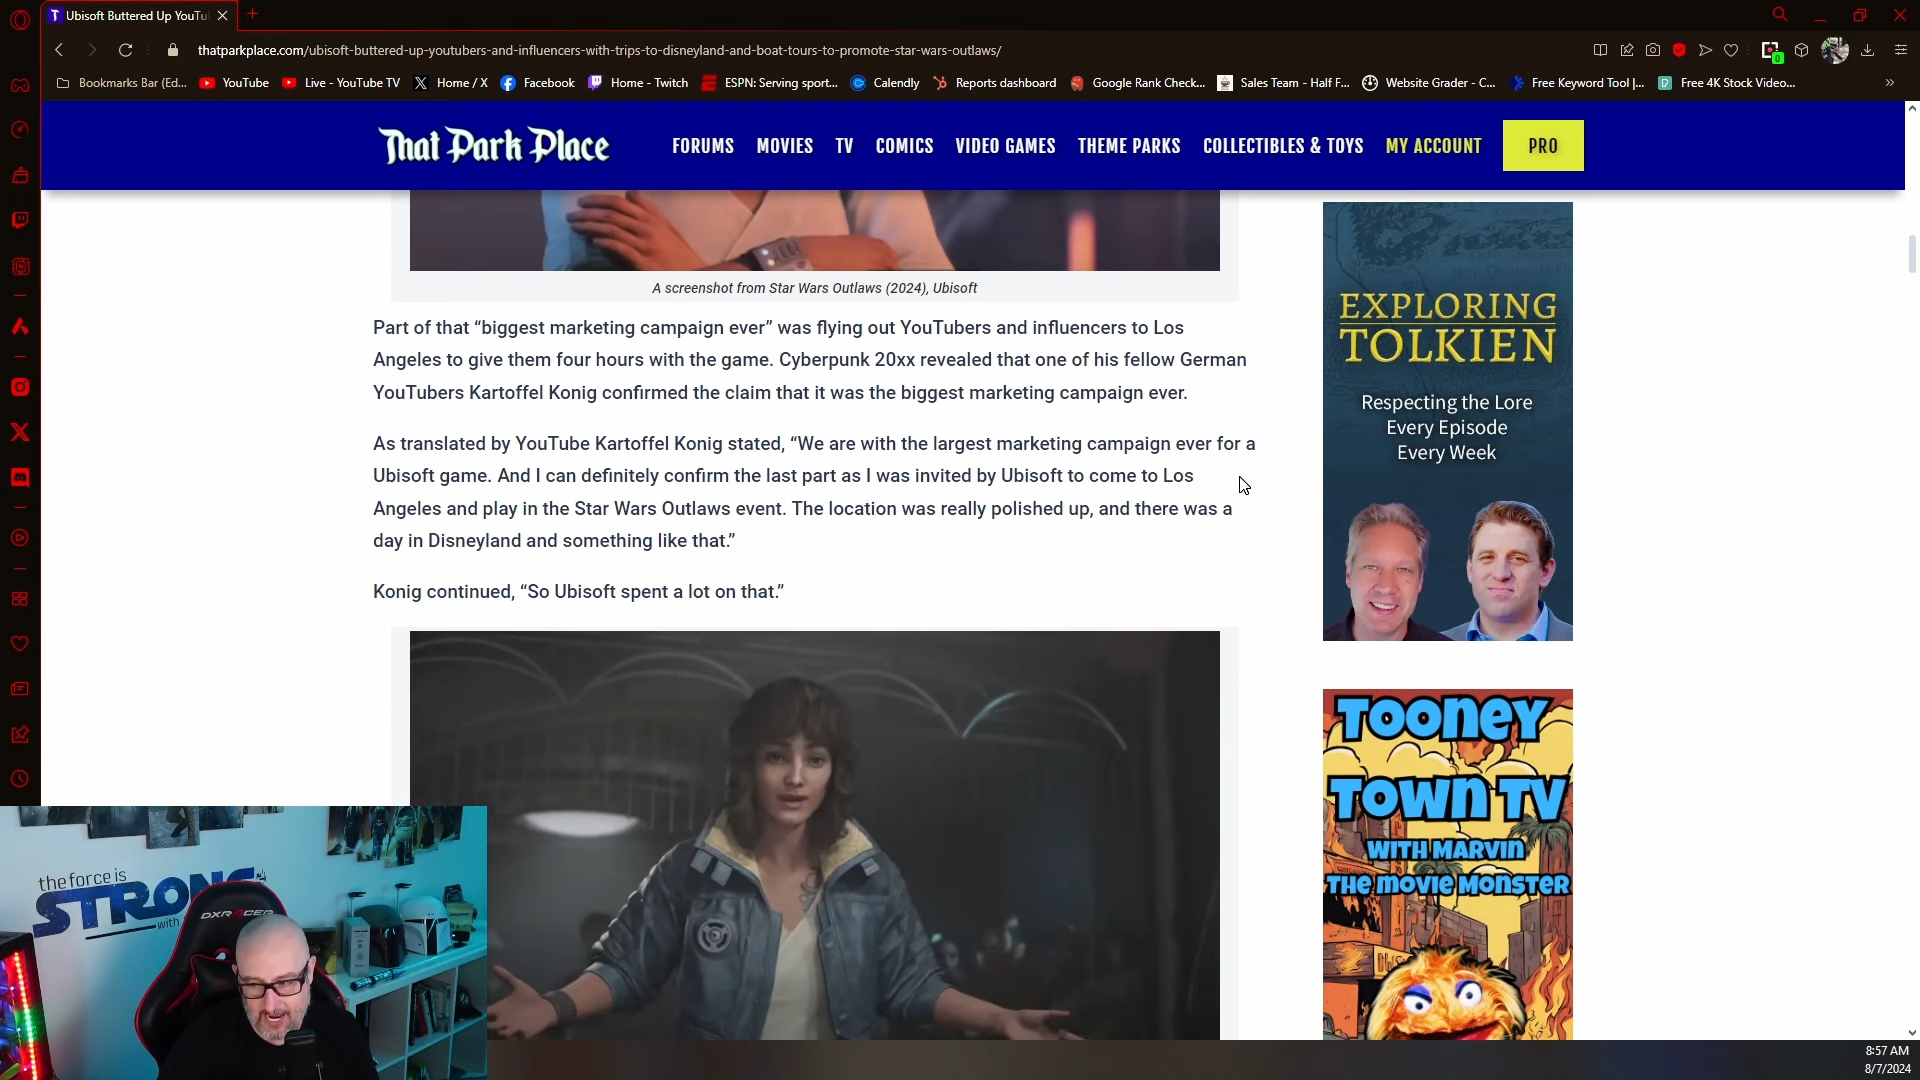 Ubisoft Buttered Up YouTu
thatparkplace.com/ubisoft-buttered-up-youtubers-and-influencers-with-trips-to-disneyland-and-boat-tours-to-promote-star-wars-outlaws/
0
Bookmarks Bar (Ed... YouTube Live - YouTube TV Home / X Facebook Home - Twitch ESPN: Serving sport... Calendly Reports dashboard Google Rank Check... Sales Team - Half F... Website Grader - C... Free Keyword Tool |... Free 4K Stock Video...
That Park Place FORUMS MOVIES TV COMICS VIDEO GAMES THEME PARKS COLLECTIBLES & TOYS MY ACCOUNT PRO
A screenshot from Star Wars Outlaws (2024), Ubisoft
Part of that “biggest marketing campaign ever” was flying out YouTubers and influencers to Los
Angeles to give them four hours with the game. Cyberpunk 20xx revealed that one of his fellow German
YouTubers Kartoffel Konig confirmed the claim that it was the biggest marketing campaign ever.
As translated by YouTube Kartoffel Konig stated, “We are with the largest marketing campaign ever for a
Ubisoft game. And I can definitely confirm the last part as I was invited by Ubisoft to come to Los
Angeles and play in the Star Wars Outlaws event. The location was really polished up, and there was a
day in Disneyland and something like that.”
Konig continued, “So Ubisoft spent a lot on that.”
EXPLORING
TOLKIEN
Respecting the Lore
Every Episode
Every Week
TOONEY
TOWN TV
WITH MARVIN
THE MOVIE MONSTER
the force is
STRONG
with
DXRACER
8:57 AM
8/7/2024